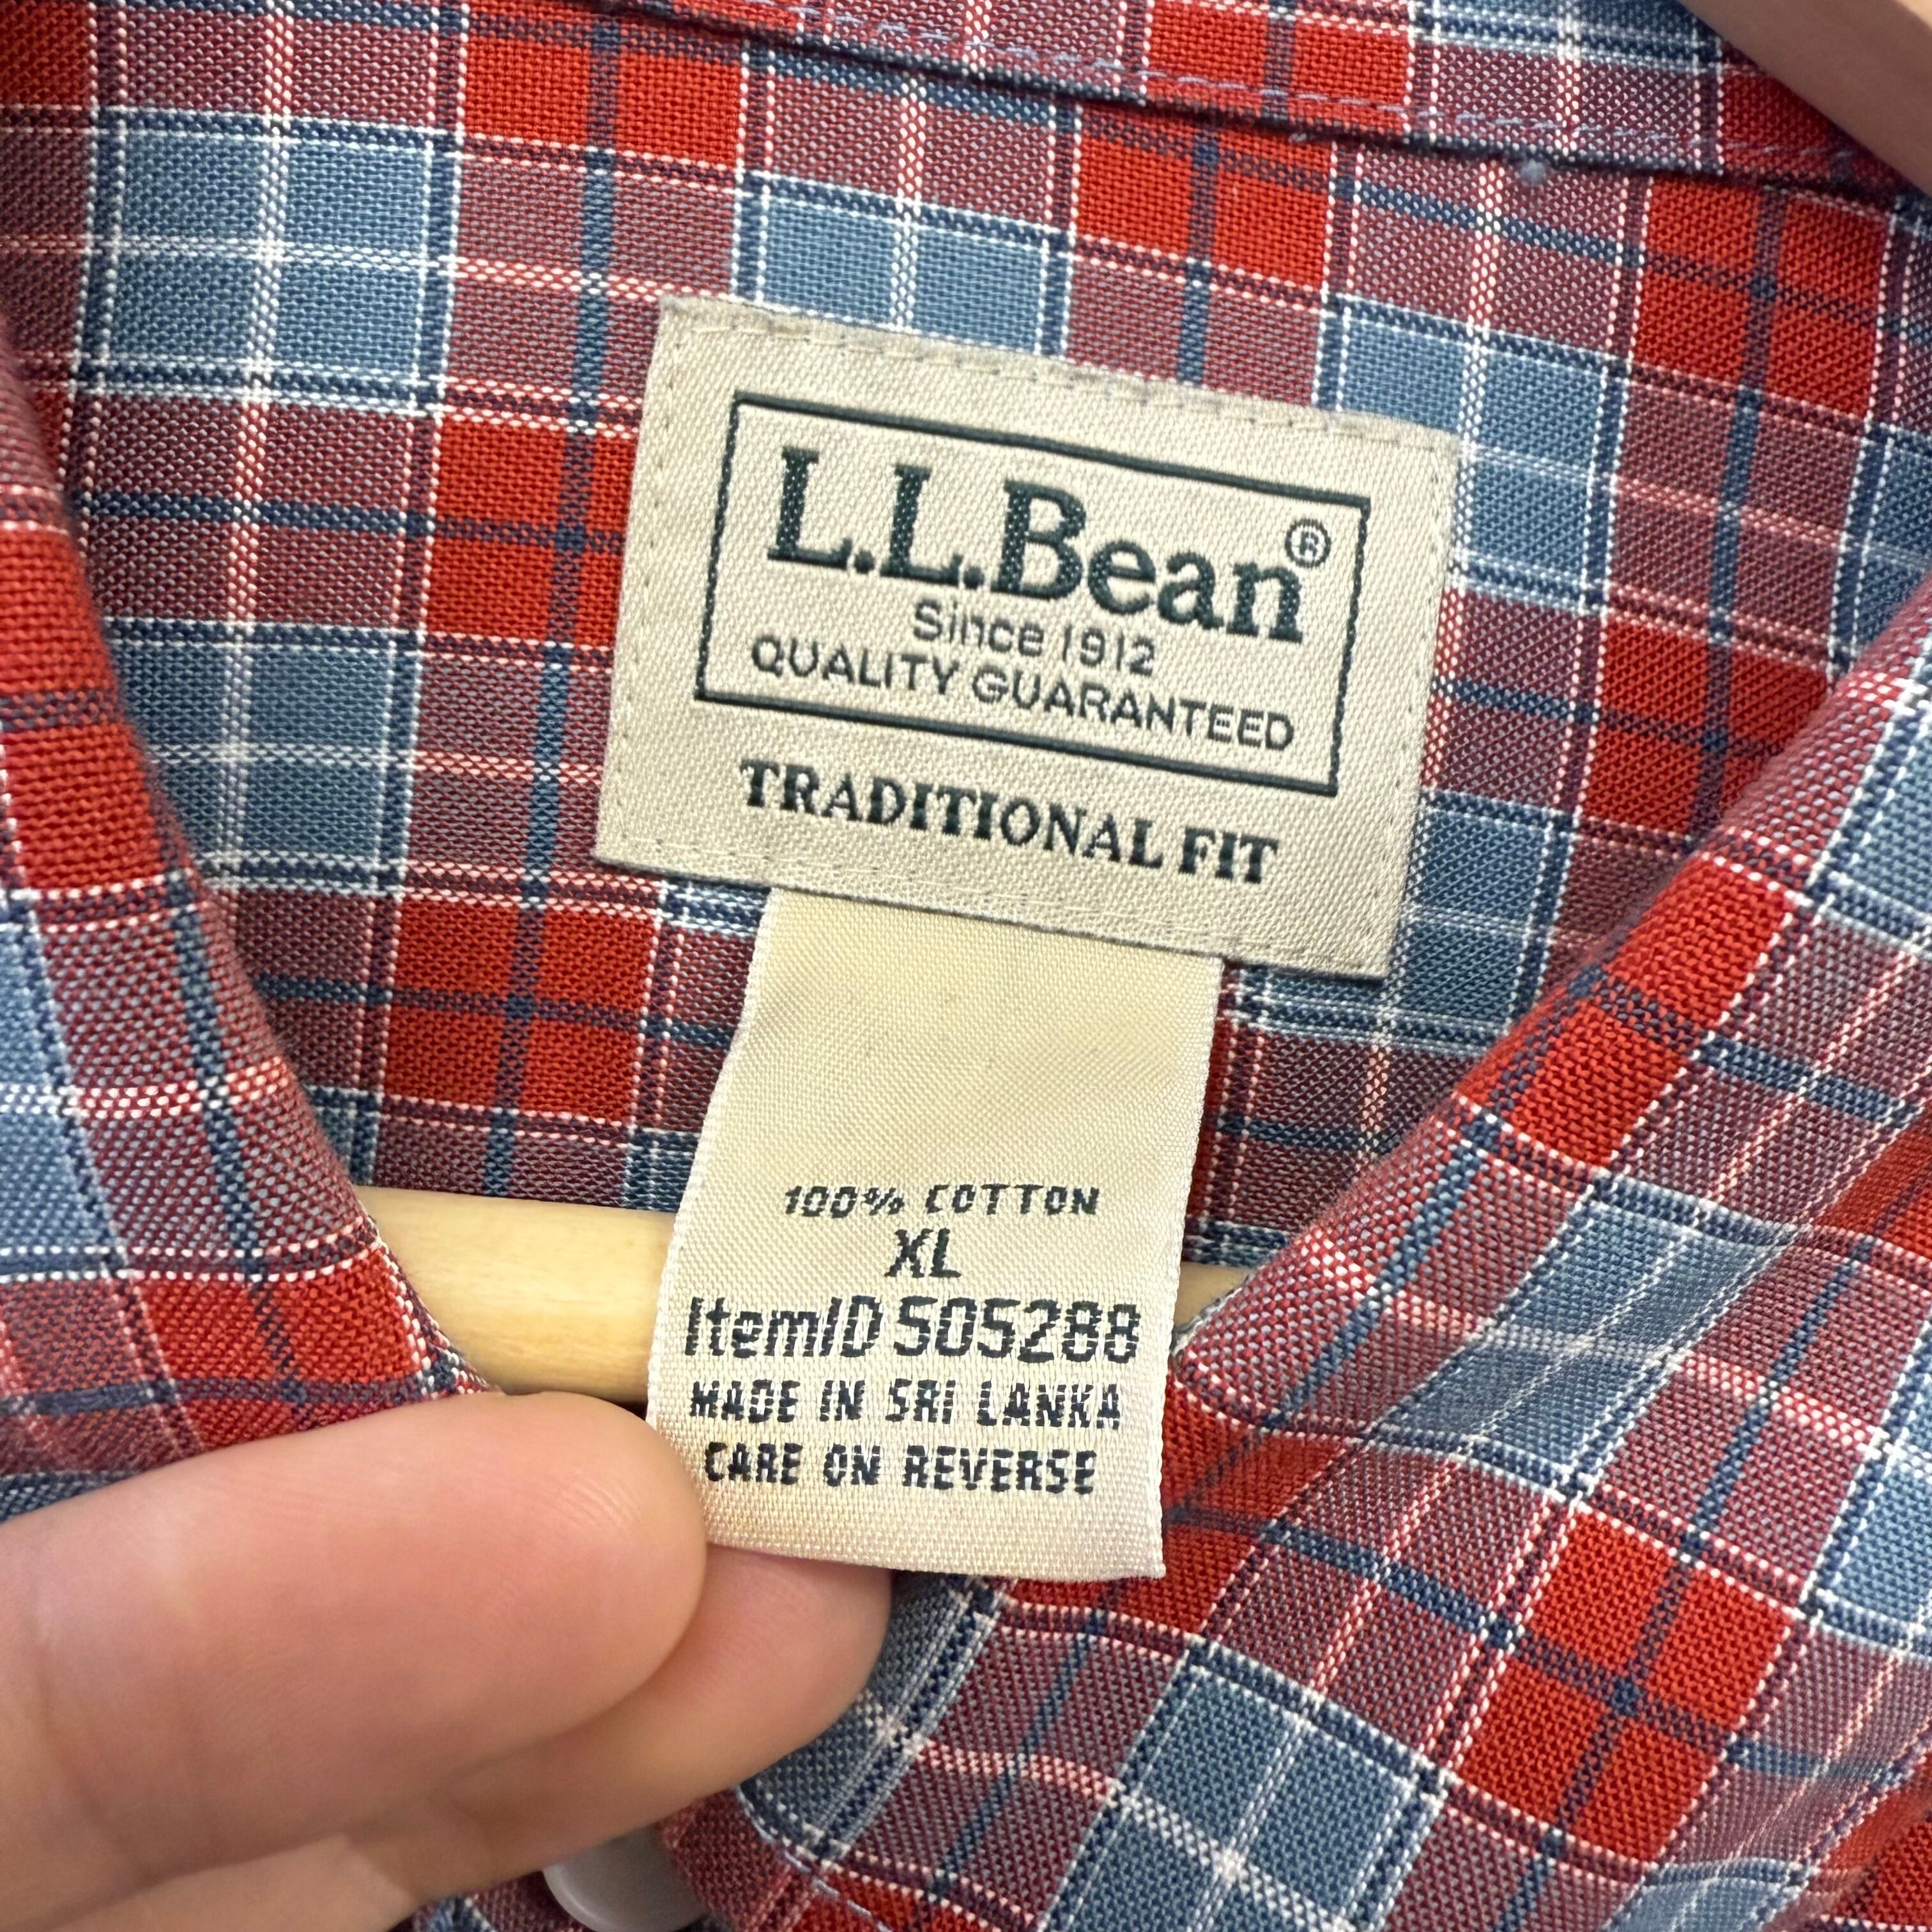 L.L.Bean®
Since 1912
QUALITY GUARANTEED
TRADITIONAL FIT
100% COTTON
XL
ItemID 505288
MADE IN SRI LANKA
CARE ON REVERSE